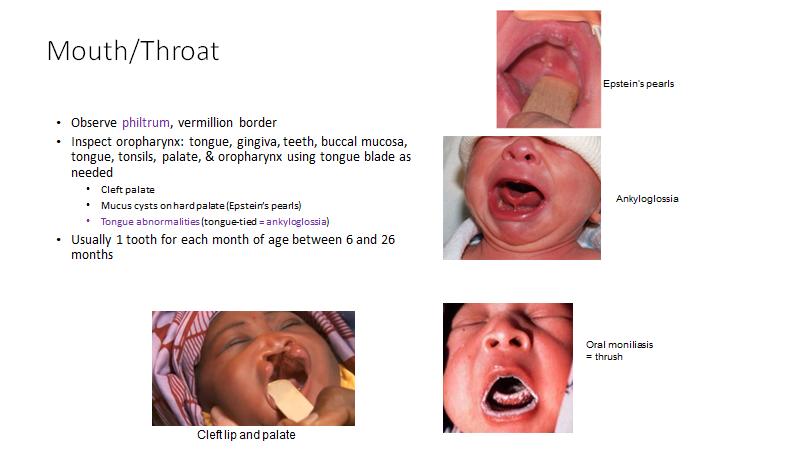 Mouth/Throat
• Observe philtrum, vermillion border
• Inspect oropharynx: tongue, gingiva, teeth, buccal mucosa,
tongue, tonsils, palate, & oropharynx using tongue blade as
needed
• Cleft palate
• Mucus cysts on hard palate (Epstein's pearls)
• Tongue abnormalities (tongue-tied = ankyloglossia)
• Usually 1 tooth for each month of age between 6 and 26
months
Epstein's pearls
Ankyloglossia
Oral moniliasis
= thrush
Cleft lip and palate